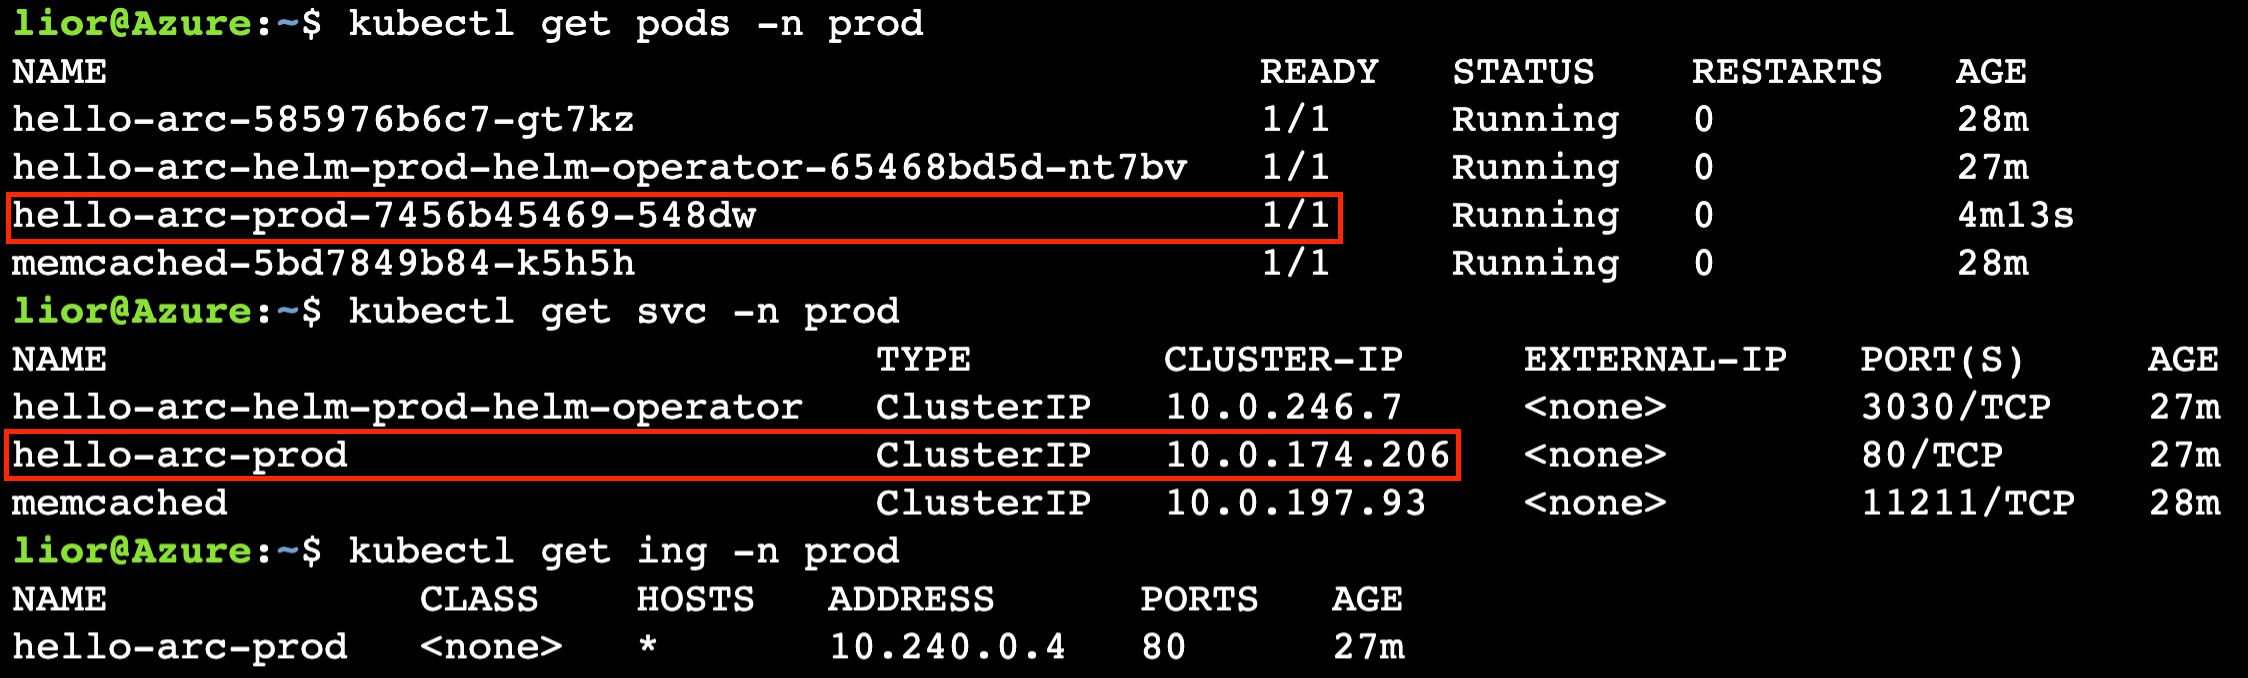 lior@Azure:~$ kubectl get pods -n prod
NAME READY STATUS RESTARTS AGE
hello-arc-585976b6c7-gt7kz 1/1 Running 0 28m
hello-arc-helm-prod-helm-operator-65468bd5d-nt7bv 1/1 Running 0 27m
hello-arc-prod-7456b45469-548dw 1/1 Running 0 4m13s
memcached-5bd7849b84-k5h5h 1/1 Running 0 28m
lior@Azure:~$ kubectl get svc -n prod
NAME TYPE CLUSTER-IP EXTERNAL-IP PORT(S) AGE
hello-arc-helm-prod-helm-operator ClusterIP 10.0.246.7 <none> 3030/TCP 27m
hello-arc-prod ClusterIP 10.0.174.206 <none> 80/TCP 27m
memcached ClusterIP 10.0.197.93 <none> 11211/TCP 28m
lior@Azure:~$ kubectl get ing -n prod
NAME CLASS HOSTS ADDRESS PORTS AGE
hello-arc-prod <none> * 10.240.0.4 80 27m